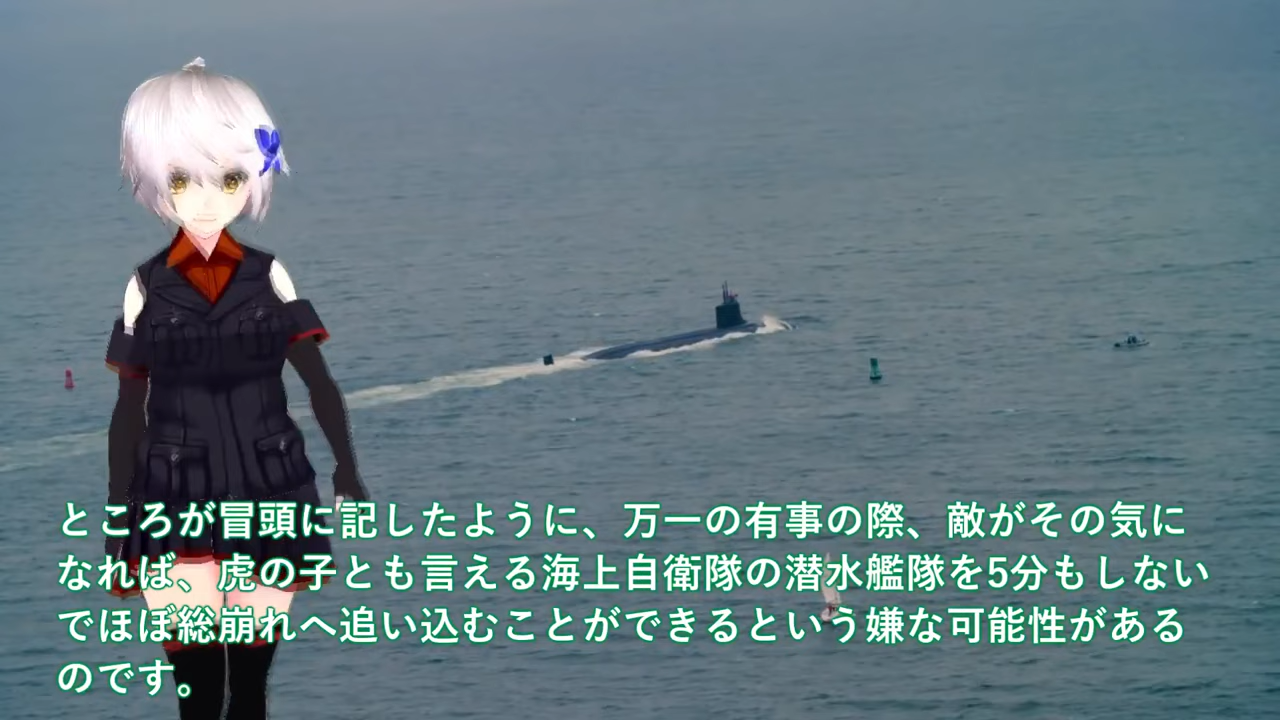 ところが冒頭に記したように、万一の有事の際、敵がその気に
なれば、虎の子とも言える海上自衛隊の潜水艦隊を5分もしない
でほぼ総崩れへ追い込むことができるという嫌な可能性がある
のです。